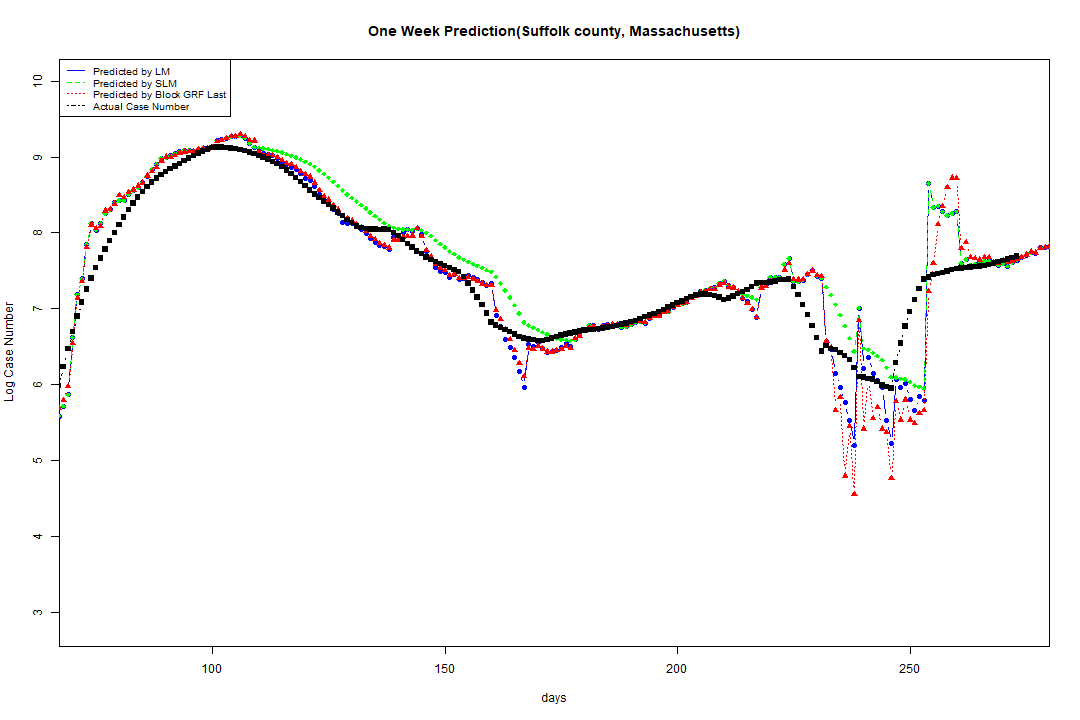 One Week Prediction(Suffolk county, Massachusetts)
Predicted by LM
Predicted by SLM
Predicted by Block GRF Last
Actual Case Number
10
9
8
7
6
5
4
3
Log Case Number
100 150 200 250
days